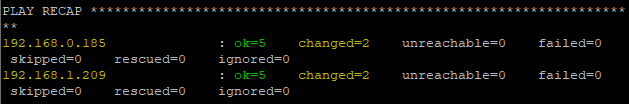 PLAY RECAP *******************************************************************
**
192.168.0.185              : ok=5    changed=2    unreachable=0    failed=0
 skipped=0    rescued=0    ignored=0
192.168.1.209              : ok=5    changed=2    unreachable=0    failed=0
 skipped=0    rescued=0    ignored=0